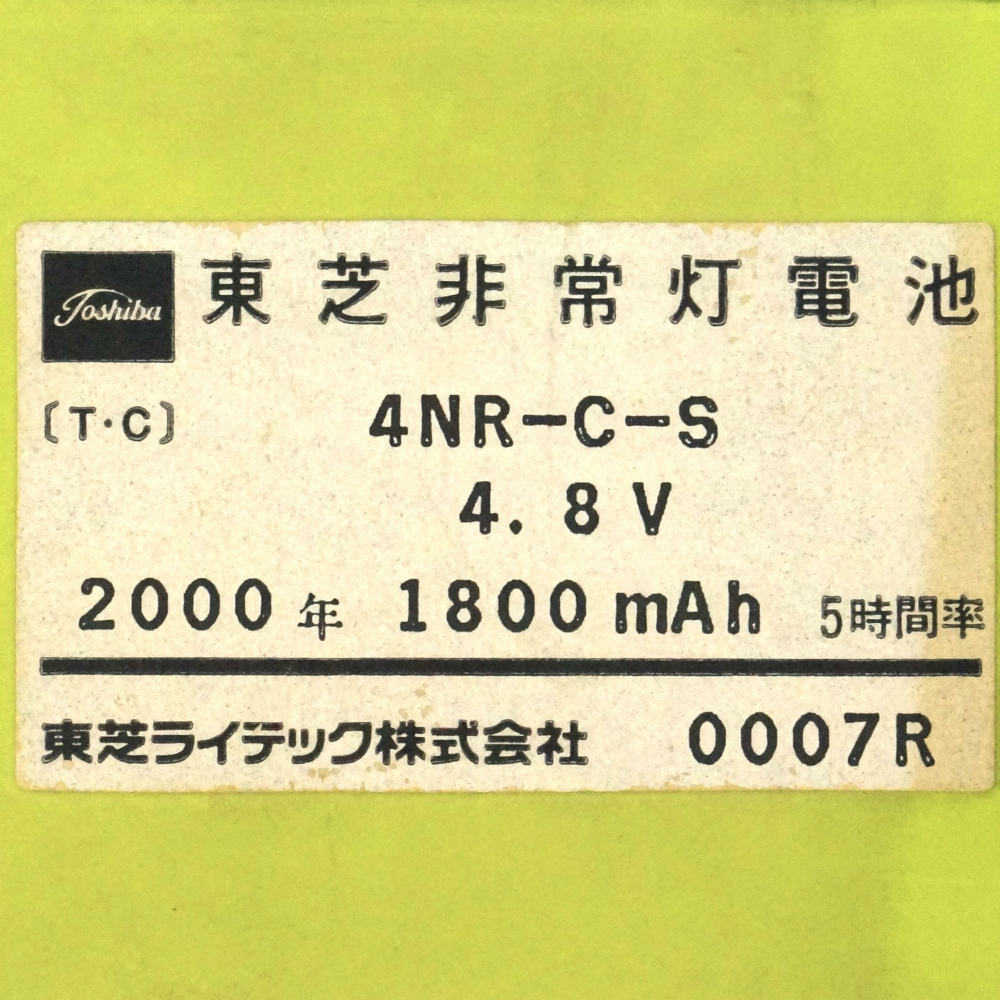 Toshiba 東芝非常灯電池
〔T・C〕 4NR-C-S
4.8V
2000年 1800mAh 5時間率
東芝ライテック株式会社 0007R